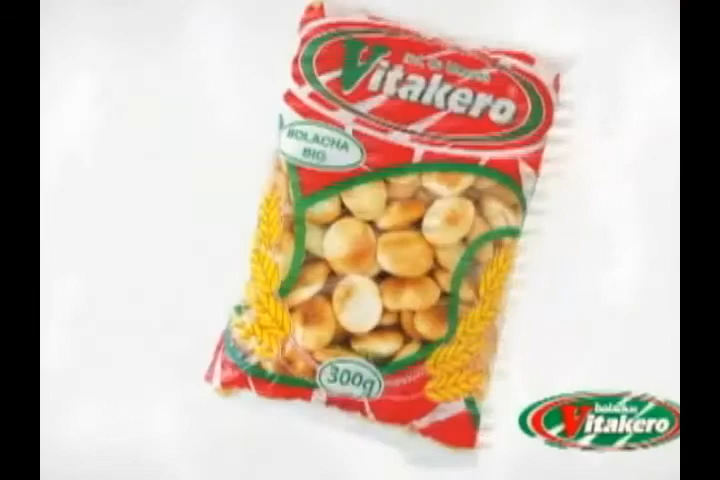 Vitakero
BOLACHA
BIG
300g
bolachas
Vitakero